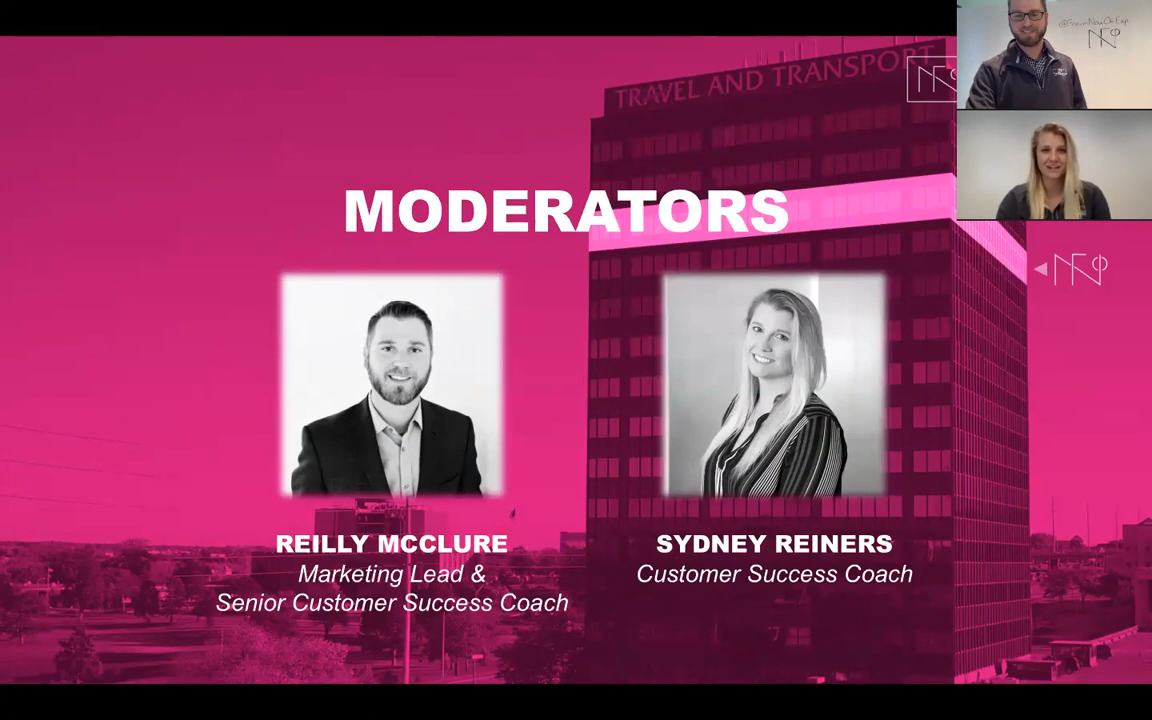 TRAVEL AND TRANSPORT
MODERATORS
REILLY MCCLURE
Marketing Lead &
Senior Customer Success Coach
SYDNEY REINERS
Customer Success Coach